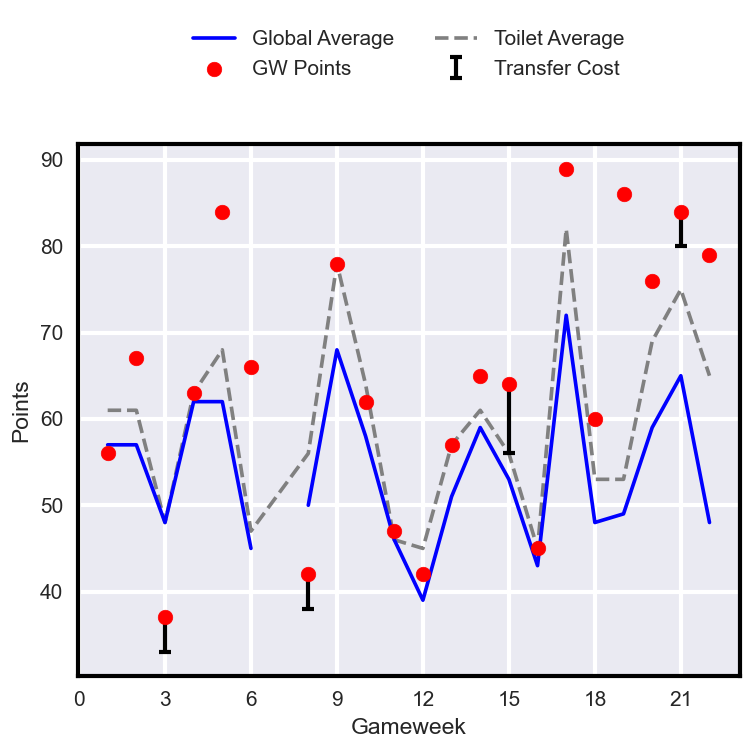 Global Average
Toilet Average
GW Points
Transfer Cost
90
80
70
60
50
40
Points
0 3 6 9 12 15 18 21
Gameweek